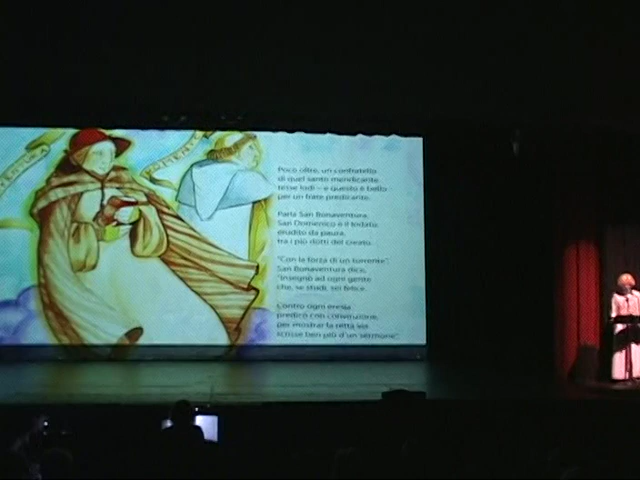 Poco oltre, un confratello
di quel santo mendicante
tesse lodi – e questo è bello
per un frate predicante.
Parla San Bonaventura,
San Domenico è il lodato:
erudito da paura,
tra i più dotti del creato.
"Con la forza di un torrente",
San Bonaventura dice,
"insegnò ad ogni gente
che, se studi, sei felice.
Contro ogni eresia
predicò con convinzione,
per mostrar la retta via
scrisse ben più d'un sermone".